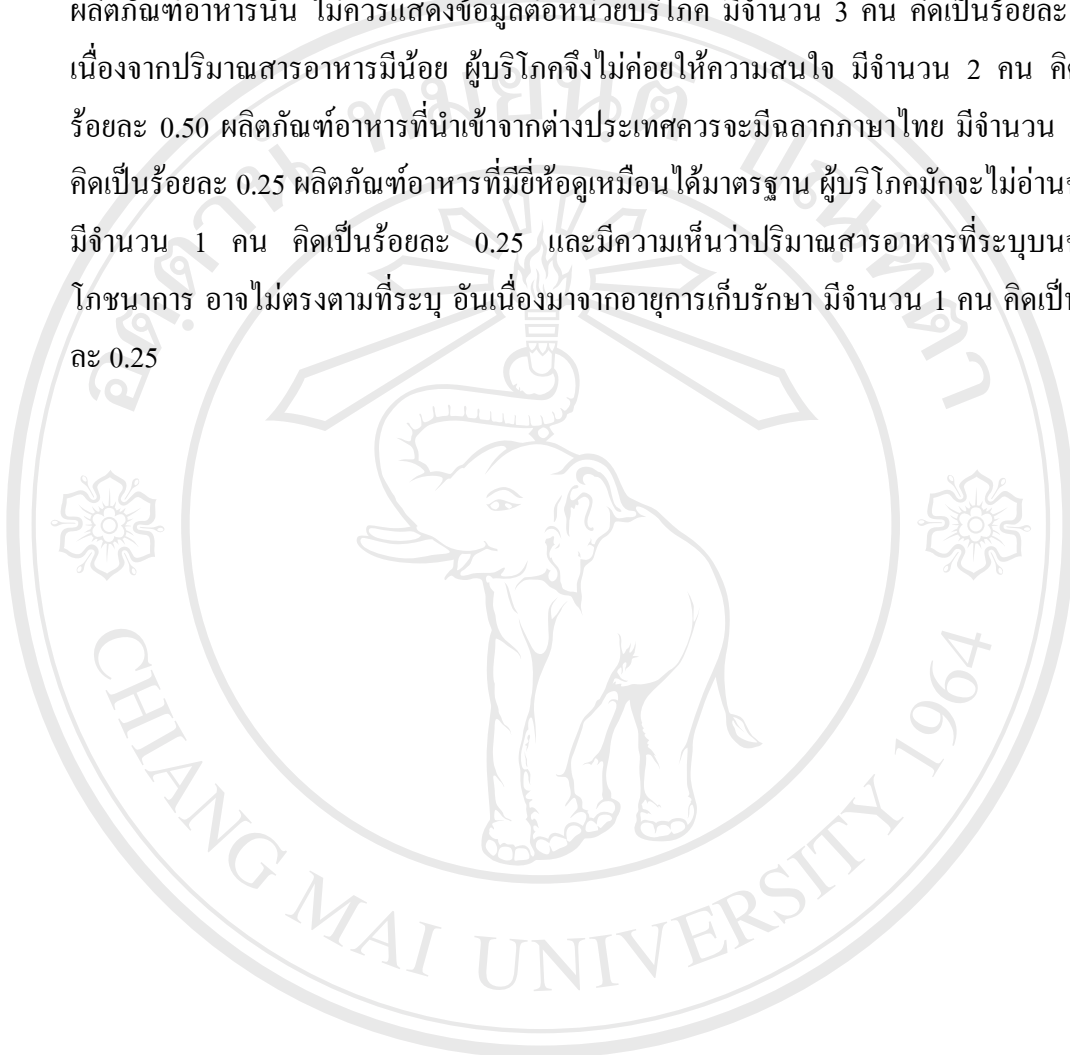 ผลิตภัณฑ์อาหารนั้น ไม่ควรแสดงข้อมูลต่อหน่วยบริโภค มีจำนวน 3 คน คิดเป็นร้อยละ
เนื่องจากปริมาณสารอาหารมีน้อย ผู้บริโภคจึงไม่ค่อยให้ความสนใจ มีจำนวน 2 คน
ร้อยละ 0.50 ผลิตภัณฑ์อาหารที่นำเข้าจากต่างประเทศควรจะมีฉลากภาษาไทย มีจำนวน
คิดเป็นร้อยละ 0.25 ผลิตภัณฑ์อาหารที่มียี่ห้อดูเหมือนได้มาตรฐาน ผู้บริโภคมักจะไม่อ่าน
มีจำนวน 1 คน คิดเป็นร้อยละ 0.25 และมีความเห็นว่าปริมาณสารอาหารที่ระบุบน
โภชนาการ อาจไม่ตรงตามที่ระบุ อันเนื่องมาจากอายุการเก็บรักษา มีจำนวน 1 คน คิดเป็น
ละ 0.25
อตฺตานํ ทมยนฺติ ปณฺฑิตา
CHIANG MAI UNIVERSITY 1964